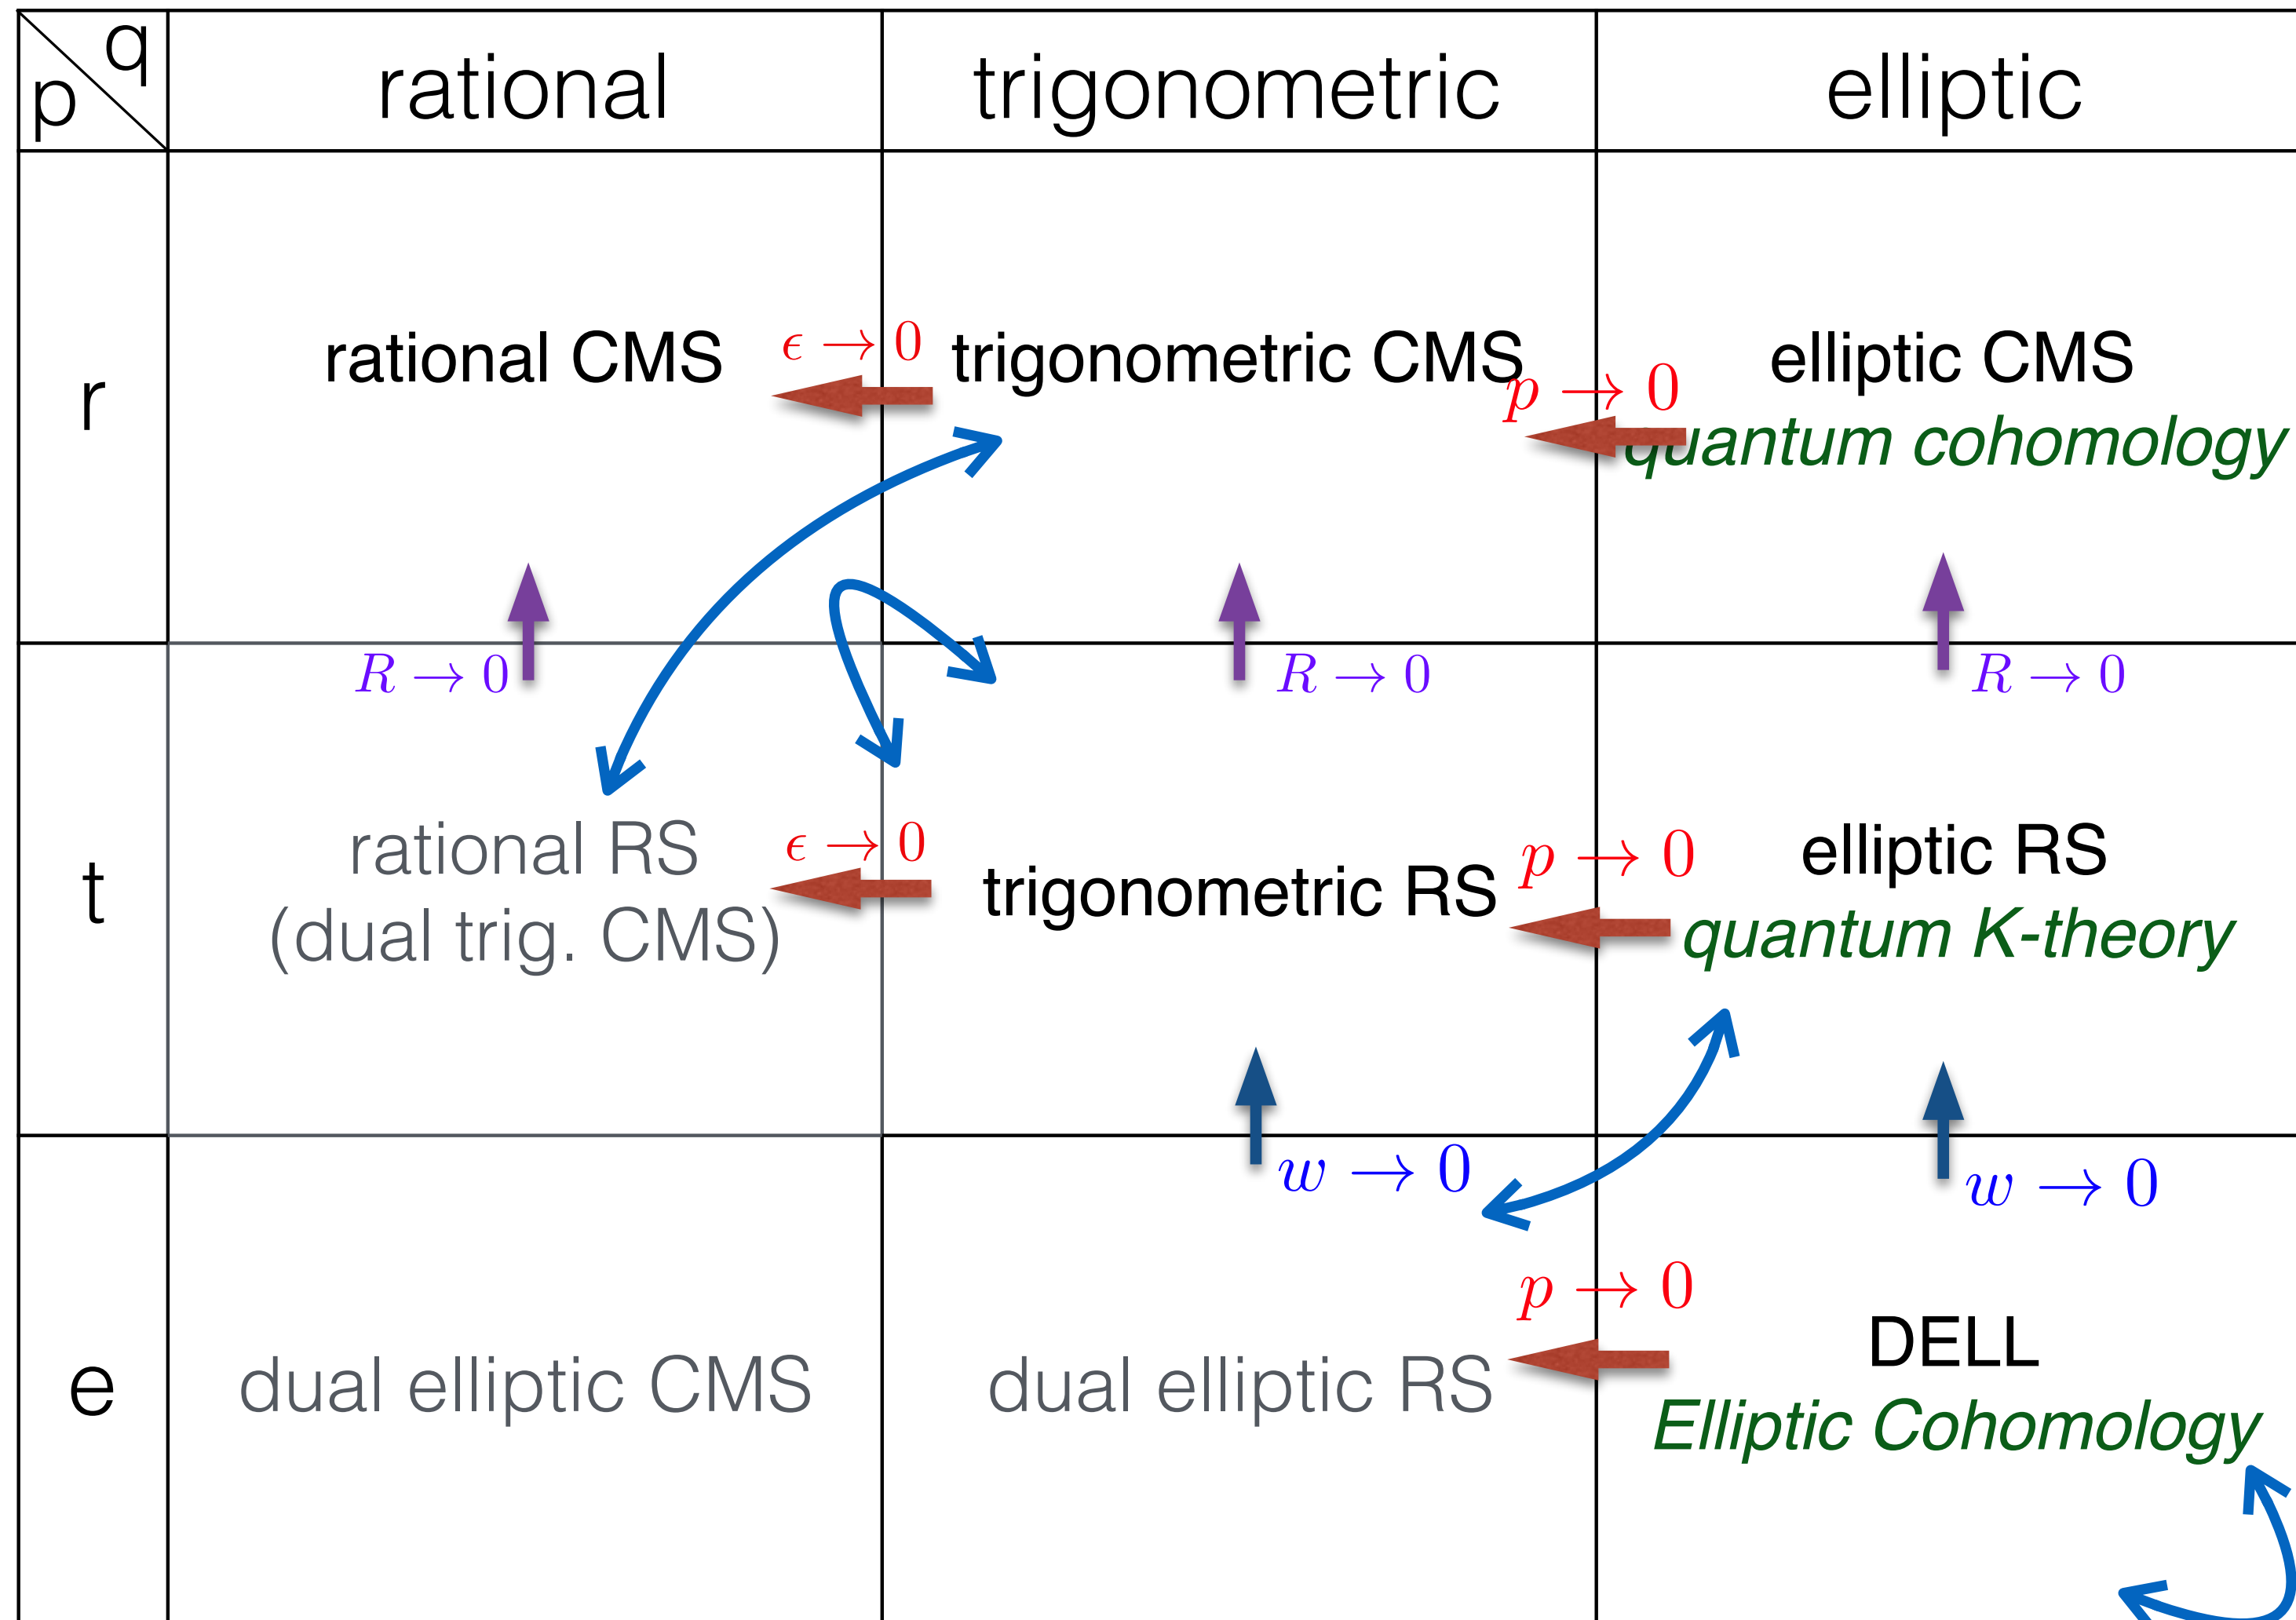 q
p
rational
trigonometric
elliptic
r
rational CMS
ϵ → 0
trigonometric CMS
p → 0
elliptic CMS
quantum cohomology
R → 0
R → 0
R → 0
t
rational RS
(dual trig. CMS)
ϵ → 0
trigonometric RS
p → 0
elliptic RS
quantum K-theory
w → 0
w → 0
e
dual elliptic CMS
dual elliptic RS
p → 0
DELL
Elliptic Cohomology